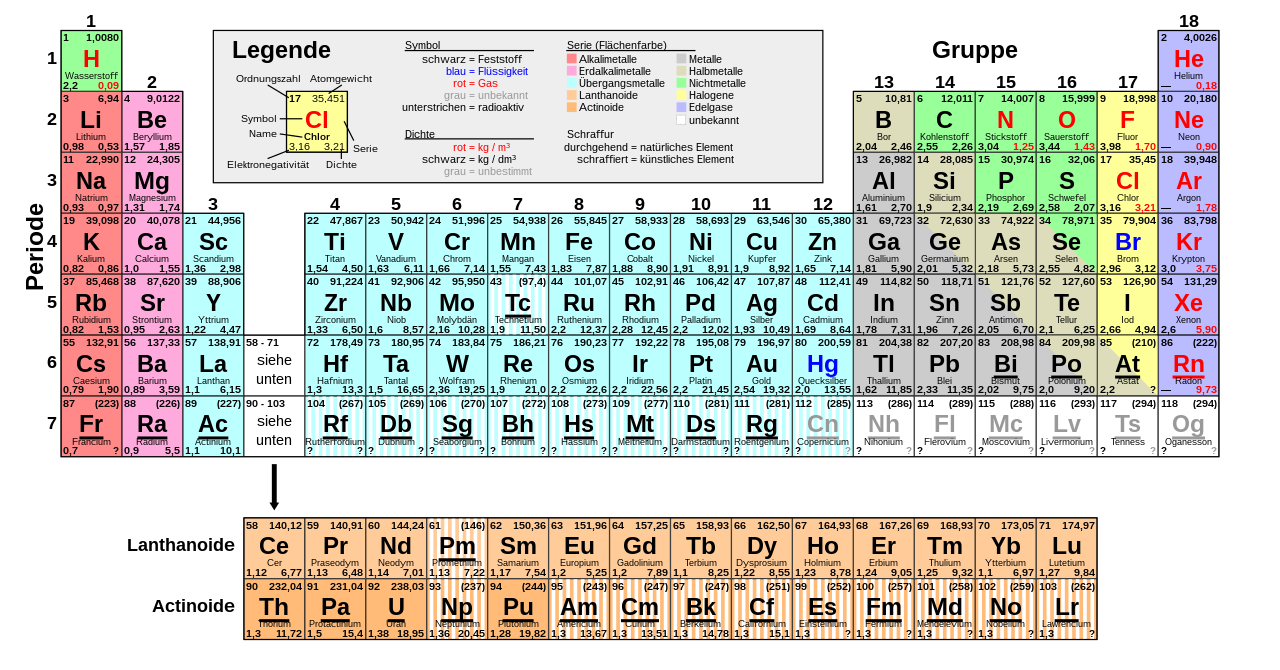 1
18
1 1,0080
H
Wasserstoff
2,2 0,09
Legende
Ordnungszahl Atomgewicht
17 35,451
Symbol Cl
Name Chlor
3,16 3,21 Serie
Elektronegativität Dichte
Symbol
schwarz = Feststoff
blau = Flüssigkeit
rot = Gas
grau = unbekannt
unterstrichen = radioaktiv
Dichte
rot = kg / m³
schwarz = kg / dm³
grau = unbestimmt
Serie (Flächenfarbe)
Alkalimetalle
Erdalkalimetalle
Übergangsmetalle
Lanthanoide
Actinoide
Metalle
Halbmetalle
Nichtmetalle
Halogene
Edelgase
unbekannt
Schraffur
durchgehend = natürliches Element
schraffiert = künstliches Element
Gruppe
2 4,0026
He
Helium
— 0,18
Periode
1
2
13 14 15 16 17
2
3 6,94 4 9,0122 5 10,81 6 12,011 7 14,007 8 15,999 9 18,998 10 20,180
Li Be B C N O F Ne
Lithium Beryllium Bor Kohlenstoff Stickstoff Sauerstoff Fluor Neon
0,98 0,53 1,57 1,85 2,04 2,46 2,55 2,26 3,04 1,25 3,44 1,43 3,98 1,70 — 0,90
3
11 22,990 12 24,305 13 26,982 14 28,085 15 30,974 16 32,06 17 35,45 18 39,948
Na Mg Al Si P S Cl Ar
Natrium Magnesium Aluminium Silicium Phosphor Schwefel Chlor Argon
0,93 0,97 1,31 1,74 1,61 2,70 1,9 2,34 2,19 2,69 2,58 2,07 3,16 3,21 — 1,78
3 4 5 6 7 8 9 10 11 12
4
19 39,098 20 40,078 21 44,956 22 47,867 23 50,942 24 51,996 25 54,938 26 55,845 27 58,933 28 58,693 29 63,546 30 65,380 31 69,723 32 72,630 33 74,922 34 78,971 35 79,904 36 83,798
K Ca Sc Ti V Chr Mn Fe Co Ni Cu Zn Ga Ge As Se Br Kr
Kalium Calcium Scandium Titan Vanadium Chrom Mangan Eisen Cobalt Nickel Kupfer Zink Gallium Germanium Arsen Selen Brom Krypton
0,82 0,86 1,0 1,55 1,36 2,98 1,54 4,50 1,63 6,11 1,66 7,14 1,55 7,43 1,83 7,87 1,88 8,90 1,91 8,91 1,9 8,92 1,65 7,14 1,81 5,90 2,01 5,32 2,18 5,73 2,55 4,82 2,96 3,12 3,0 3,75
5
37 85,468 38 87,620 39 88,906 40 91,224 41 92,906 42 95,950 43 (97,4) 44 101,07 45 102,91 46 106,42 47 107,87 48 112,41 49 114,82 50 118,71 51 121,76 52 127,60 53 126,90 54 131,29
Rb Sr Y Zr Nb Mo Tc Ru Rh Pd Ag Cd In Sn Sb Te I Xe
Rubidium Strontium Yttrium Zirconium Niob Molybdän Technetium Ruthenium Rhodium Palladium Silber Cadmium Indium Zinn Antimon Tellur Iod Xenon
0,82 1,53 0,95 2,63 1,22 4,47 1,33 6,50 1,6 8,57 2,16 10,28 1,9 11,50 2,2 12,37 2,28 12,45 2,2 12,02 1,93 10,49 1,69 8,64 1,78 7,31 1,96 7,26 2,05 6,70 2,1 6,25 2,66 4,94 2,6 5,90
6
55 132,91 56 137,33 57 138,91 58 - 71 72 178,49 73 180,95 74 183,84 75 186,21 76 190,23 77 192,22 78 195,08 79 196,97 80 200,59 81 204,38 82 207,20 83 208,98 84 209,98 85 (210) 86 (222)
Cs Ba La siehe unten Hf Ta W Re Os Ir Pt Au Hg Tl Pb Bi Po At Rn
Caesium Barium Lanthan Hafnium Tantal Wolfram Rhenium Osmium Iridium Platin Gold Quecksilber Thallium Blei Bismut Polonium Astat Radon
0,79 1,90 0,89 3,59 1,1 6,15 1,3 13,3 1,5 16,65 2,36 19,25 1,9 21,0 2,2 22,6 2,2 22,56 2,2 21,45 2,54 19,32 2,0 13,55 1,62 11,85 2,33 11,35 2,02 9,75 2,0 9,20 2,2 ? — 9,73
7
87 (223) 88 (226) 89 (227) 90 - 103 104 (267) 105 (269) 106 (270) 107 (272) 108 (273) 109 (277) 110 (281) 111 (281) 112 (285) 113 (286) 114 (289) 115 (288) 116 (293) 117 (294) 118 (294)
Fr Ra Ac siehe unten Rf Db Sg Bh Hs Mt Ds Rg Cn Nh Fl Mc Lv Ts Og
Francium Radium Actinium Rutherfordium Dubnium Seaborgium Bohrium Hassium Meitnerium Darmstadtium Roentgenium Copernicium Nihonium Flerovium Moscovium Livermorium Tenness Oganesson
0,7 ? 0,9 5,5 1,1 10,1 ? ? ? ? ? ? ? ? ? ? ? ? ? ? ? ? ? ? ? ? ? ? ? ? ? ?
Lanthanoide
58 140,12 59 140,91 60 144,24 61 (146) 62 150,36 63 151,96 64 157,25 65 158,93 66 162,50 67 164,93 68 167,26 69 168,93 70 173,05 71 174,97
Ce Pr Nd Pm Sm Eu Gd Tb Dy Ho Er Tm Yb Lu
Cer Praseodym Neodym Promethium Samarium Europium Gadolinium Terbium Dysprosium Holmium Erbium Thulium Ytterbium Lutetium
1,12 6,77 1,13 6,48 1,14 7,01 1,13 7,22 1,17 7,54 1,2 5,25 1,2 7,89 1,1 8,25 1,22 8,55 1,23 8,78 1,24 9,05 1,25 9,32 1,1 6,97 1,27 9,84
Actinoide
90 232,04 91 231,04 92 238,03 93 (237) 94 (244) 95 (243) 96 (247) 97 (247) 98 (251) 99 (252) 100 (257) 101 (258) 102 (259) 103 (262)
Th Pa U Np Pu Am Cm Bk Cf Es Fm Md No Lr
Thorium Protactinium Uran Neptunium Plutonium Americium Curium Berkelium Californium Einsteinium Fermium Mendelevium Nobelium Lawrencium
1,3 11,72 1,5 15,4 1,38 18,95 1,36 20,45 1,28 19,82 1,3 13,67 1,3 13,51 1,3 14,78 1,3 15,1 1,3 ? 1,3 ? 1,3 ? 1,3 ? 1,3 ?